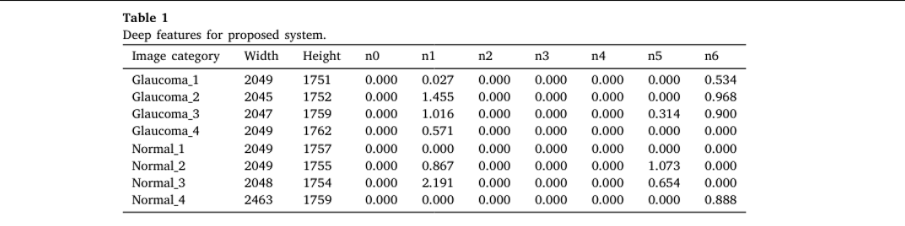 Table 1
Deep features for proposed system.
Image category Width Height n0 n1 n2 n3 n4 n5 n6
Glaucoma_1 2049 1751 0.000 0.027 0.000 0.000 0.000 0.000 0.534
Glaucoma_2 2045 1752 0.000 1.455 0.000 0.000 0.000 0.000 0.968
Glaucoma_3 2047 1759 0.000 1.016 0.000 0.000 0.000 0.314 0.900
Glaucoma_4 2049 1762 0.000 0.571 0.000 0.000 0.000 0.000 0.000
Normal_1 2049 1757 0.000 0.000 0.000 0.000 0.000 0.000 0.000
Normal_2 2049 1755 0.000 0.867 0.000 0.000 0.000 1.073 0.000
Normal_3 2048 1754 0.000 2.191 0.000 0.000 0.000 0.654 0.000
Normal_4 2463 1759 0.000 0.000 0.000 0.000 0.000 0.000 0.888